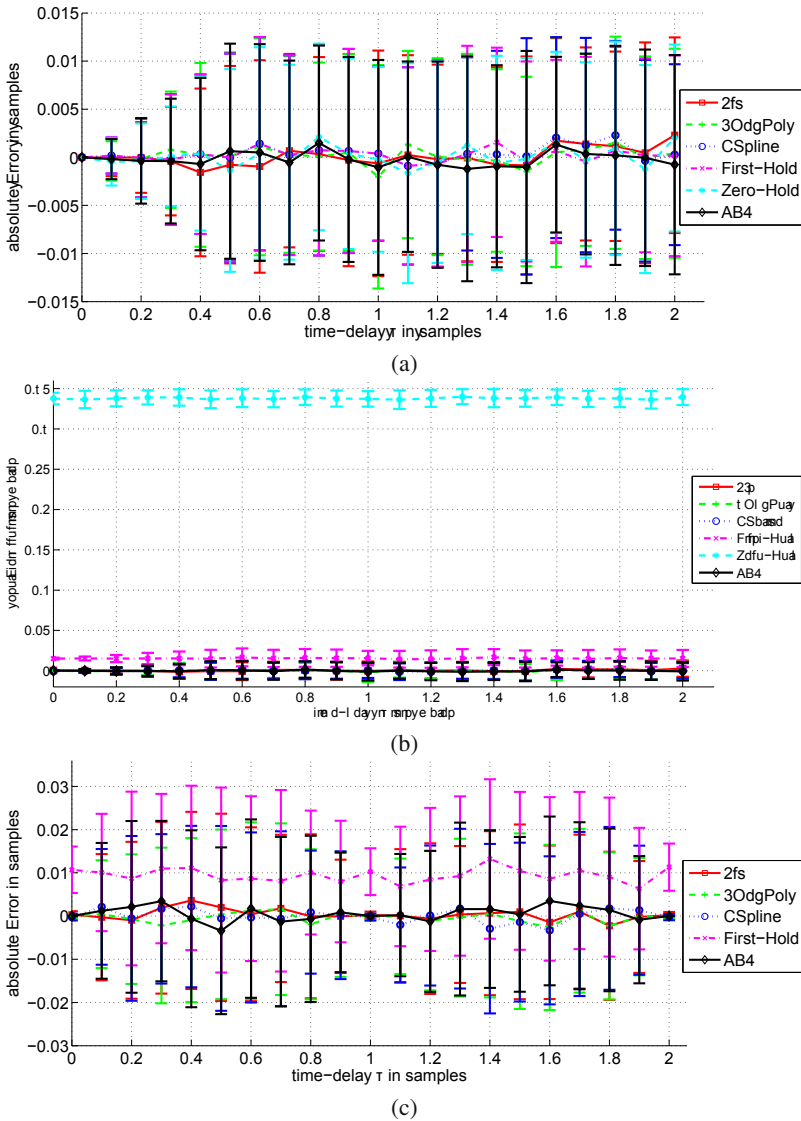 0.015
0.01
0.005
0
−0.005
−0.01
−0.015
0 0.2 0.4 0.6 0.8 1 1.2 1.4 1.6 1.8 2
2fs
3OdgPoly
CSpline
First−Hold
Zero−Hold
AB4
(a)
0.25
0.2
0.15
0.1
0.05
0
0 0.2 0.4 0.6 0.8 1 1.2 1.4 1.6 1.8 2
AB4
(b)
absolute Error in samples
0.03
0.02
0.01
0
−0.01
−0.02
−0.03
0 0.2 0.4 0.6 0.8 1 1.2 1.4 1.6 1.8 2
time−delay τ in samples
2fs
3OdgPoly
CSpline
First−Hold
AB4
(c)